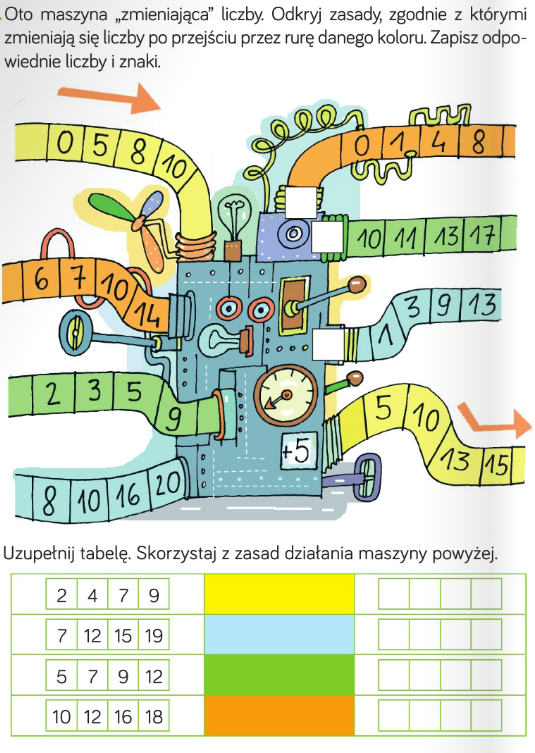 Oto maszyna „zmieniająca” liczby. Odkryj zasady, zgodnie z którymi
zmieniają się liczby po przejściu przez rurę danego koloru. Zapisz odpo-
wiednie liczby i znaki.
0 5 8 10
0 1 4 8
10 11 13 17
6 7 10 14
1 3 9 13
2 3 5 9
5 10 13 15
+5
8 10 16 20
Uzupełnij tabelę. Skorzystaj z zasad działania maszyny powyżej.
2 4 7 9
7 12 15 19
5 7 9 12
10 12 16 18